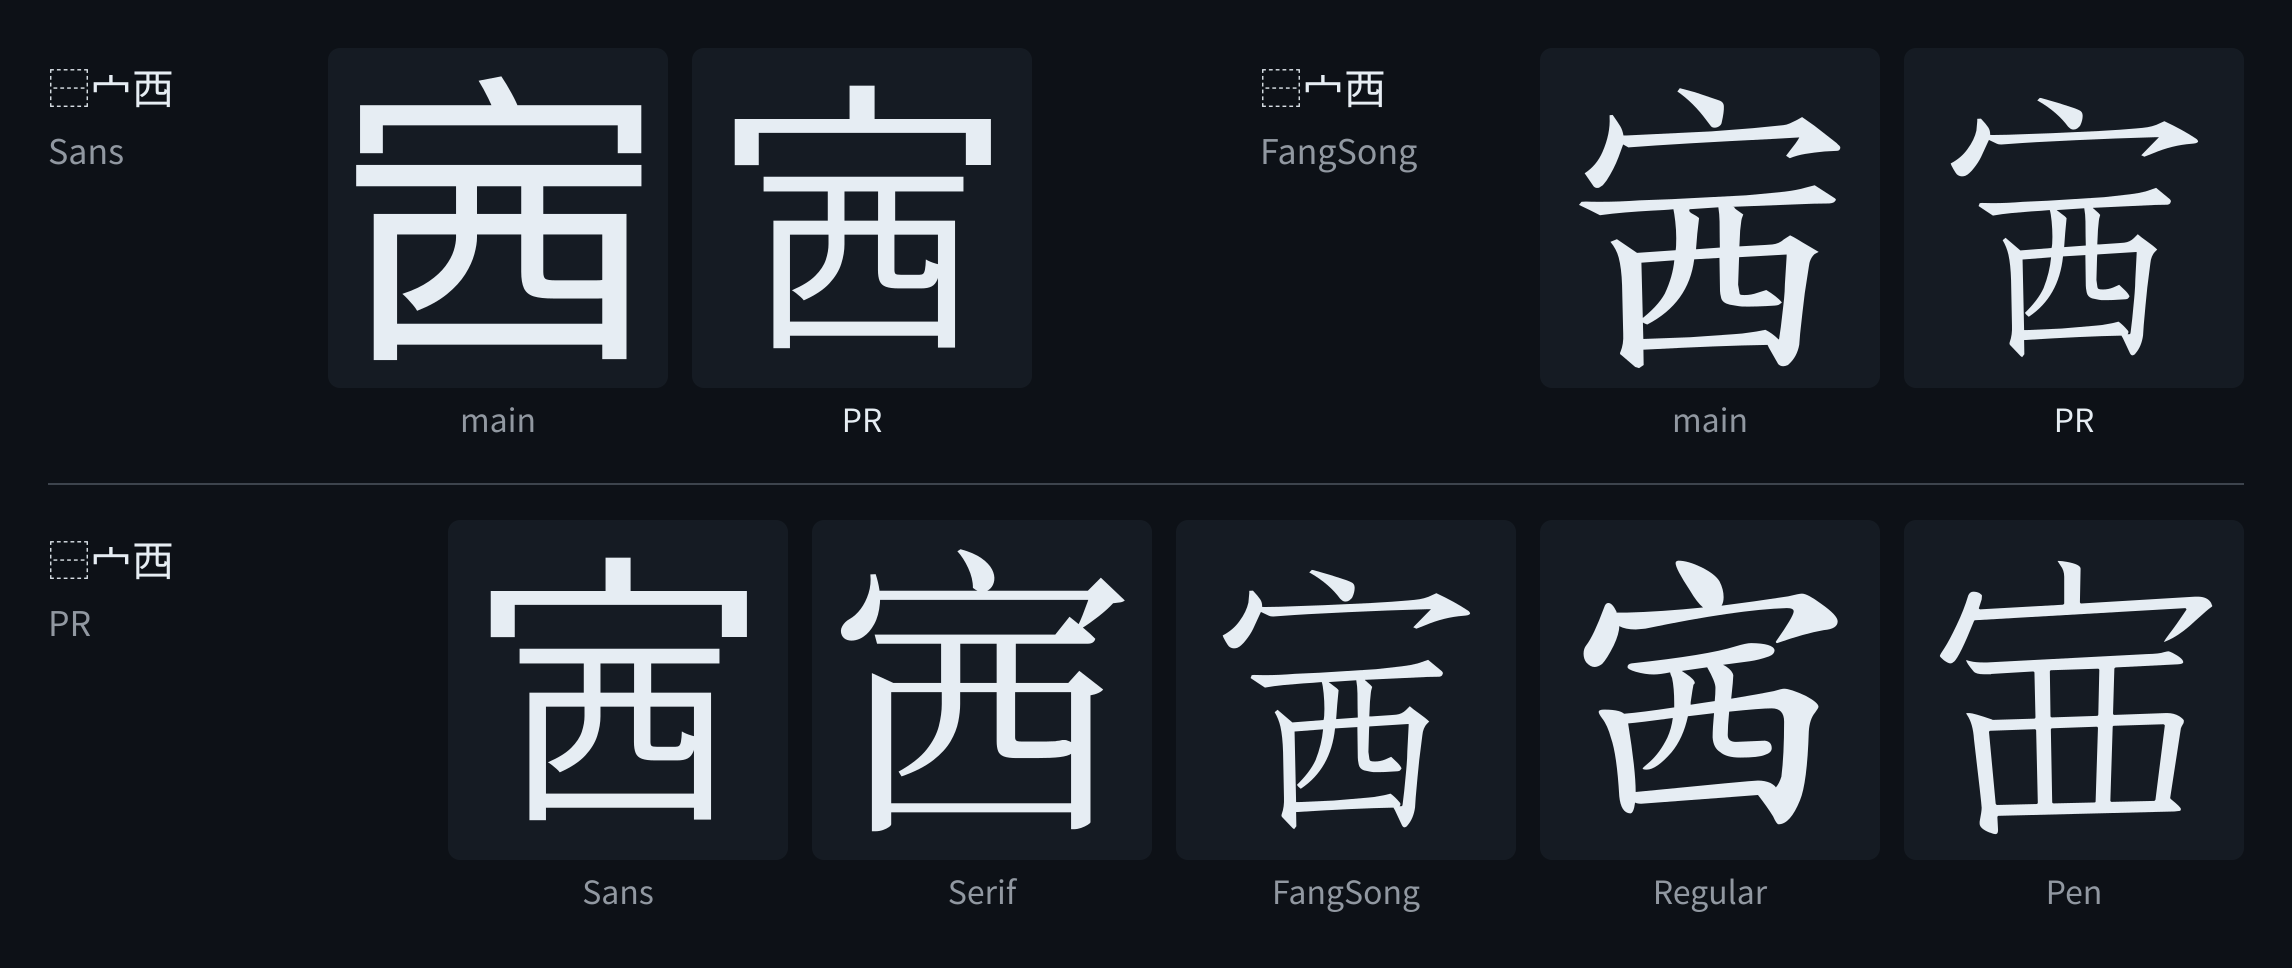 ⿱宀西
Sans
main PR
⿱宀西
FangSong
main PR
⿱宀西
PR
Sans Serif FangSong Regular Pen